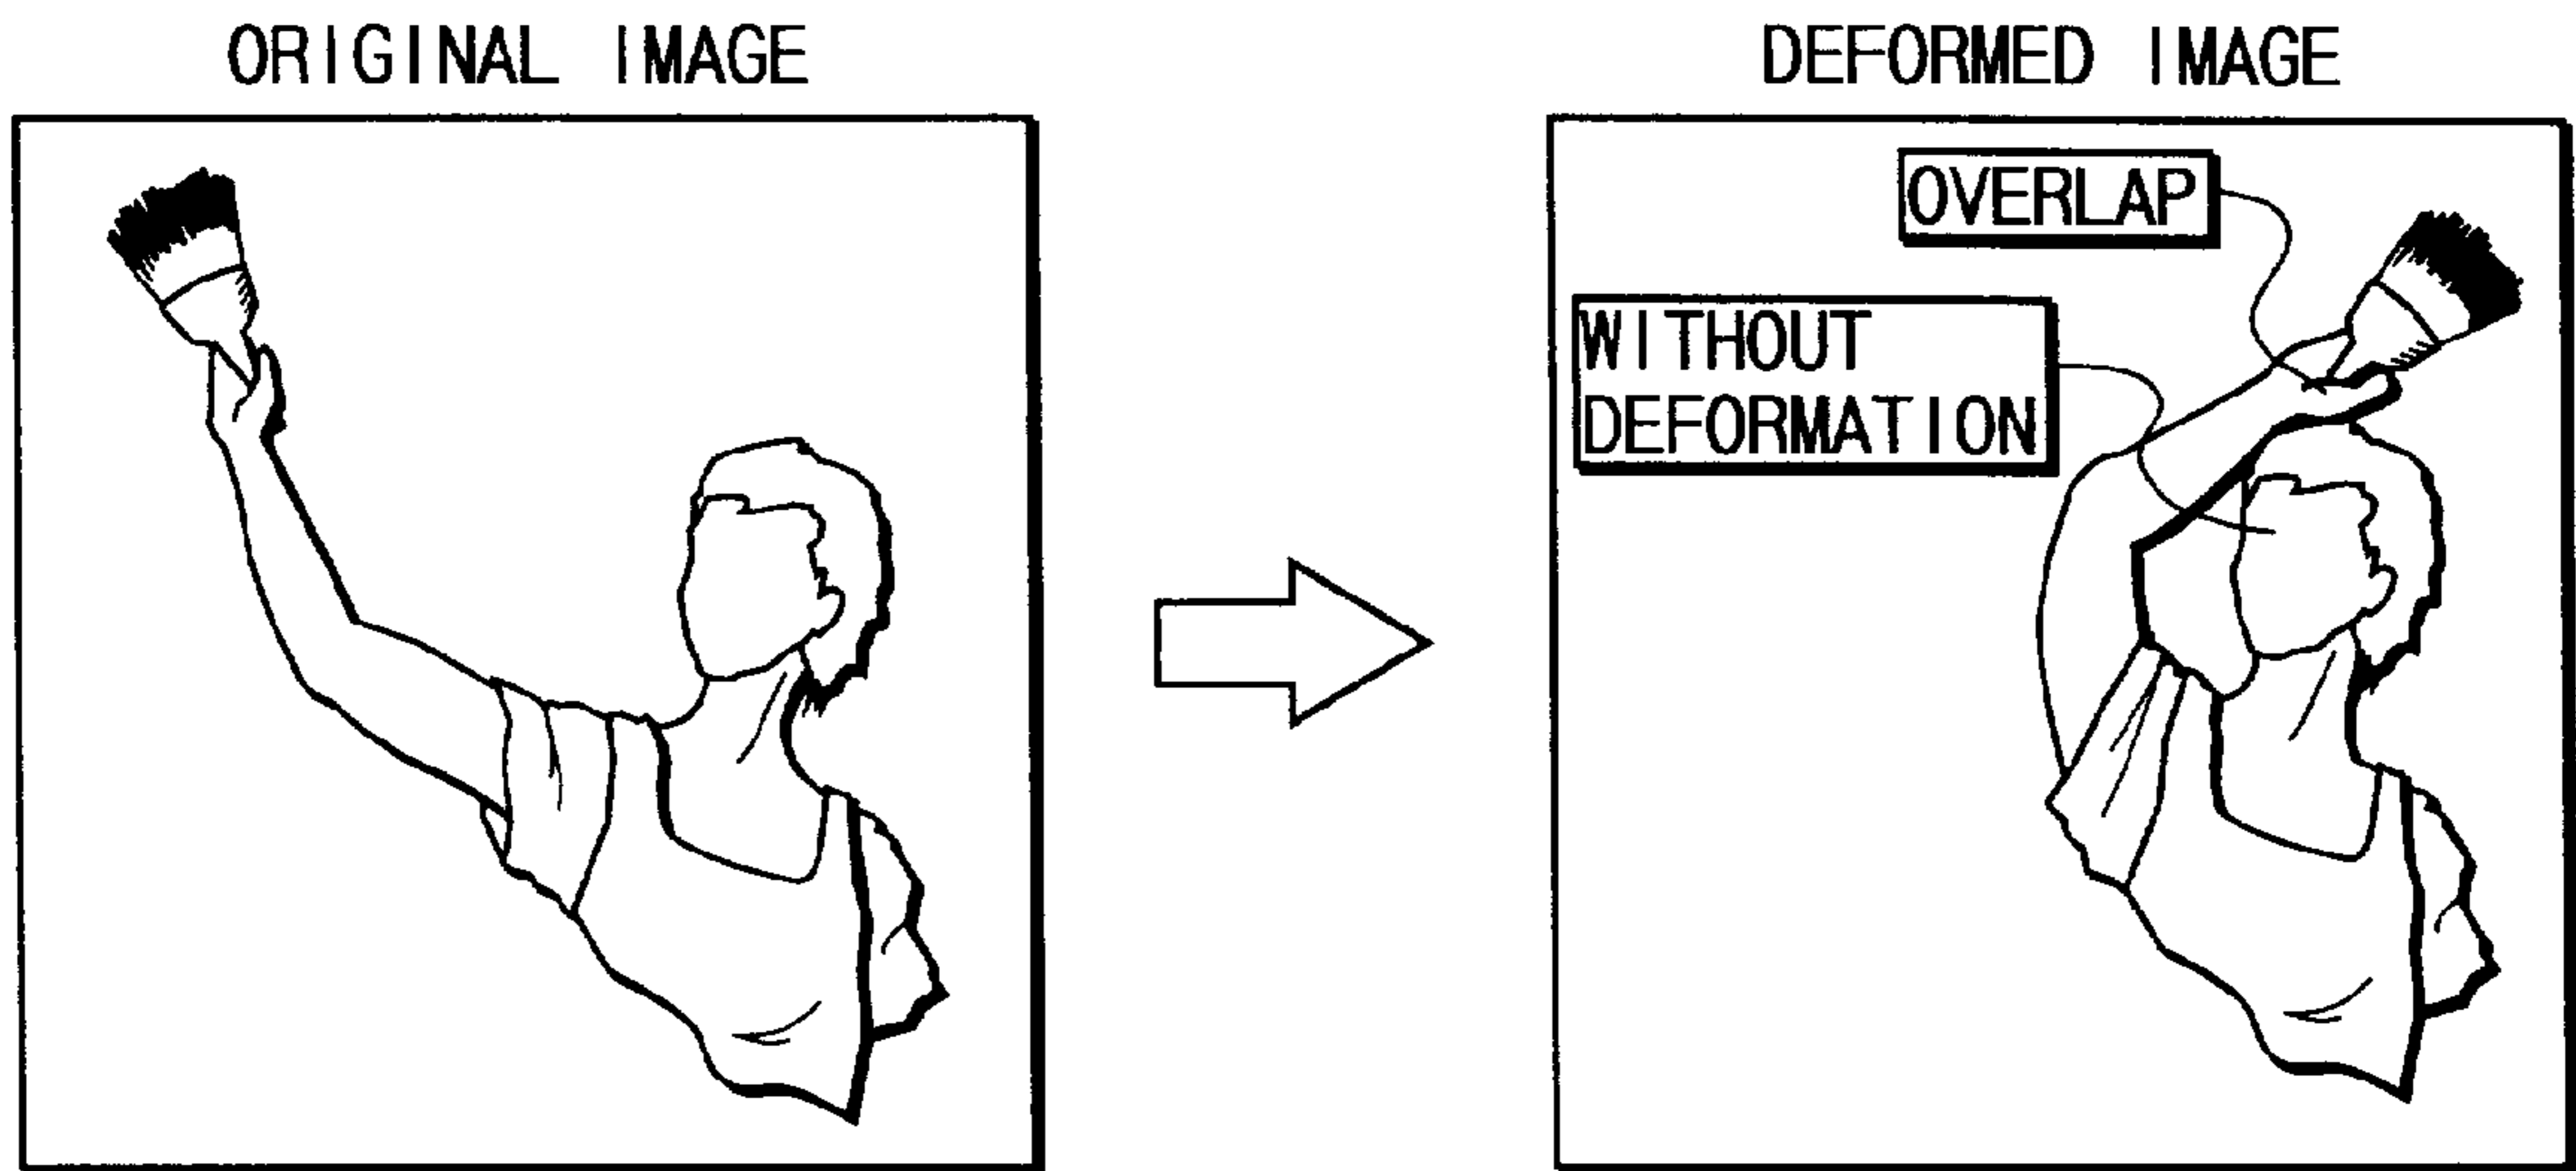 ORIGINAL IMAGE
DEFORMED IMAGE
OVERLAP
WITHOUT
DEFORMATION